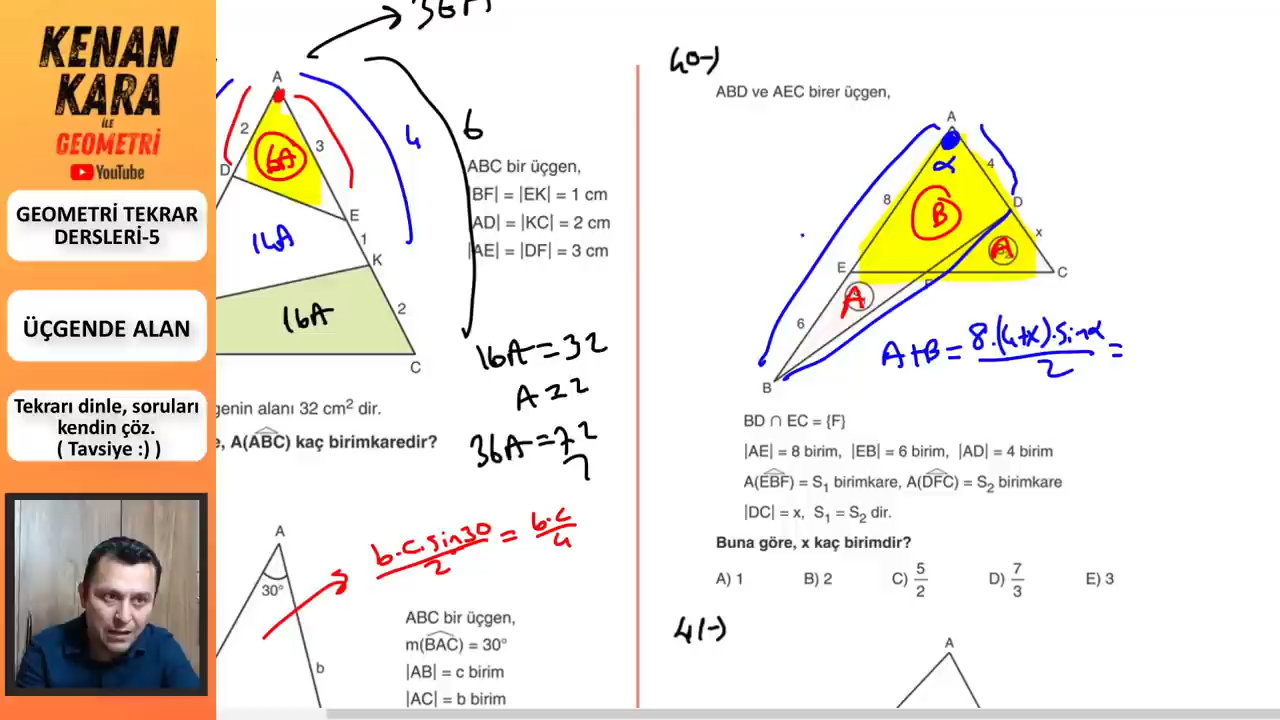 KENAN
KARA
İLE
GEOMETRİ
YouTube
GEOMETRİ TEKRAR
DERSLERİ-5
ÜÇGENDE ALAN
Tekrarı dinle, soruları
kendin çöz.
( Tavsiye :) )
36A
A
2
3
6A
4
6
D
E
16A
1
K
16A
2
C
ABC bir üçgen,
|BF| = |EK| = 1 cm
|AD| = |KC| = 2 cm
|AE| = |DF| = 3 cm
16A = 32
A = 2
36A = 72
genin alanı 32 cm² dir.
e, A(ABC) kaç birimkaredir?
A
30°
b
b.c.sin30 / 2 = b.c / 4
ABC bir üçgen,
m(BAC) = 30°
|AB| = c birim
|AC| = b birim
40-)
ABD ve AEC birer üçgen,
A
α
4
8
B
D
x
A
E
F
C
A
6
B
A+B = 8.(4+x).sinα / 2 =
BD ∩ EC = {F}
|AE| = 8 birim, |EB| = 6 birim, |AD| = 4 birim
A(EBF) = S₁ birimkare, A(DFC) = S₂ birimkare
|DC| = x, S₁ = S₂ dir.
Buna göre, x kaç birimdir?
A) 1 B) 2 C) 5/2 D) 7/3 E) 3
41-)
A